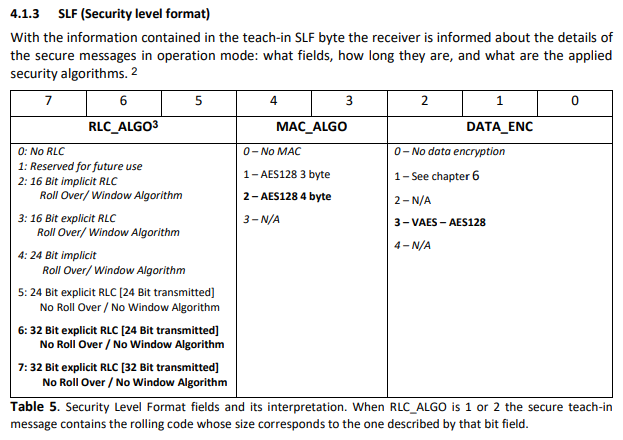 4.1.3 SLF (Security level format)
With the information contained in the teach-in SLF byte the receiver is informed about the details of
the secure messages in operation mode: what fields, how long they are, and what are the applied
security algorithms. 2
7 6 5 4 3 2 1 0
RLC_ALGO3 MAC_ALGO DATA_ENC
0: No RLC
1: Reserved for future use
2: 16 Bit implicit RLC
Roll Over/ Window Algorithm
3: 16 Bit explicit RLC
Roll Over/ Window Algorithm
4: 24 Bit implicit
Roll Over/ Window Algorithm
5: 24 Bit explicit RLC [24 Bit transmitted]
No Roll Over / No Window Algorithm
6: 32 Bit explicit RLC [24 Bit transmitted]
No Roll Over / No Window Algorithm
7: 32 Bit explicit RLC [32 Bit transmitted]
No Roll Over / No Window Algorithm
0 – No MAC
1 – AES128 3 byte
2 – AES128 4 byte
3 – N/A
0 – No data encryption
1 – See chapter 6
2 – N/A
3 – VAES – AES128
4 – N/A
Table 5. Security Level Format fields and its interpretation. When RLC_ALGO is 1 or 2 the secure teach-in
message contains the rolling code whose size corresponds to the one described by that bit field.